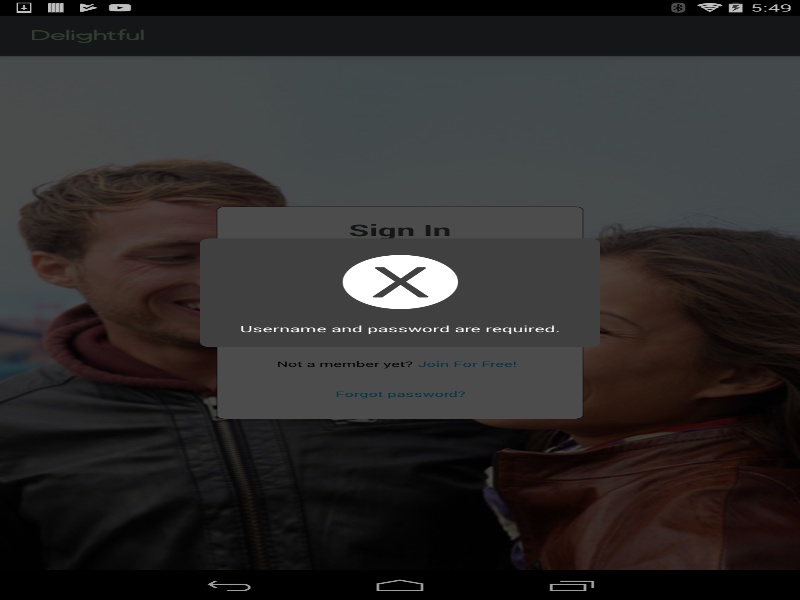 5:49
Delightful
Sign In
Username and password are required.
Not a member yet? Join For Free!
Forgot password?